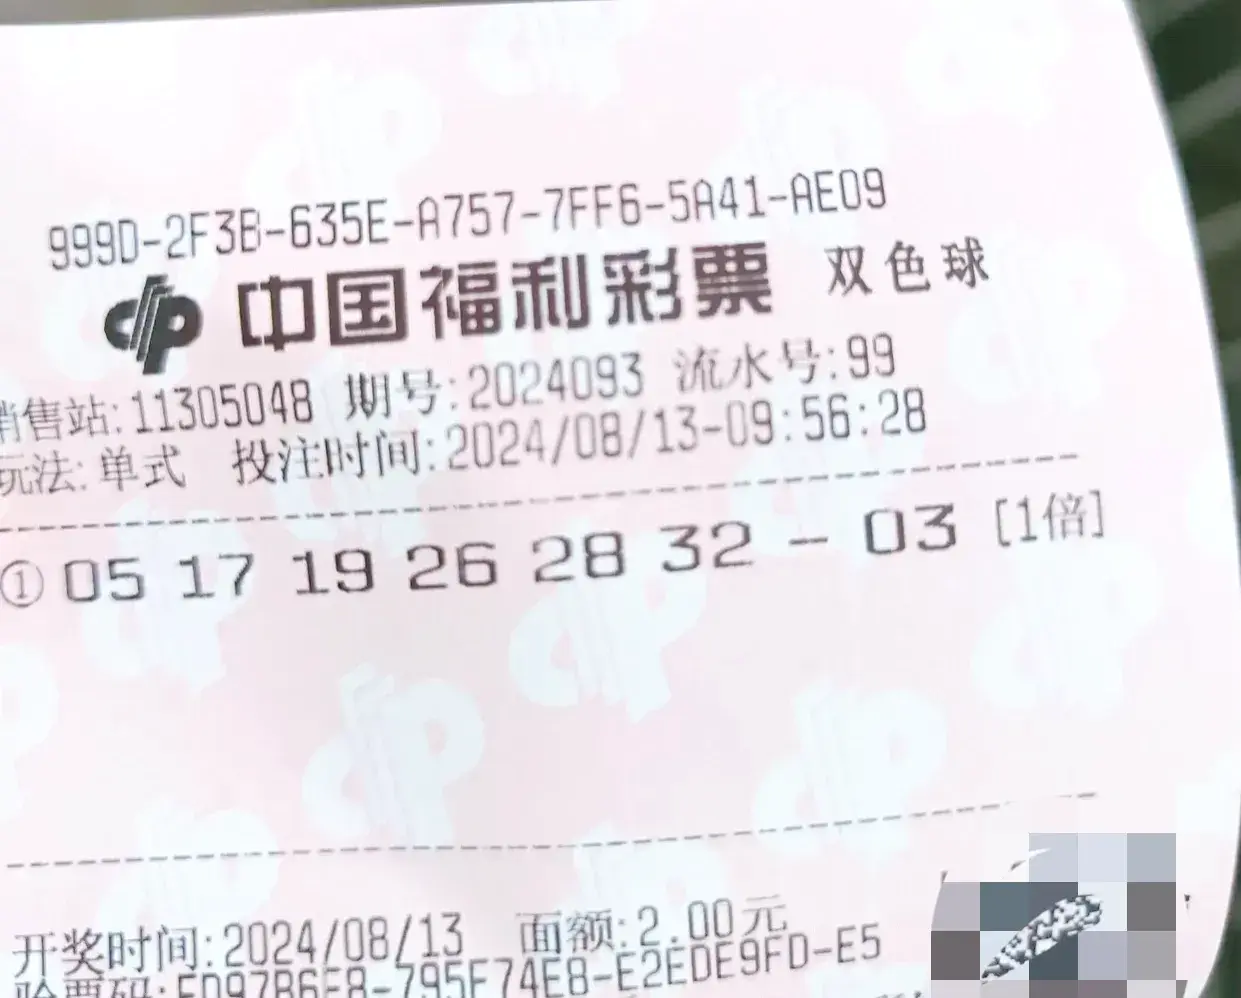 999D-2F3B-635E-A757-7FF6-5A41-AE09
中国福利彩票 双色球
销售站:11305048 期号:2024093 流水号:99
玩法:单式 投注时间:2024/08/13-09:56:28
① 05 17 19 26 28 32 - 03 [1倍]
开奖时间:2024/08/13 面额:2.00元
验票码:ED97B6E8-795F74E8-E2EDE9FD-E5